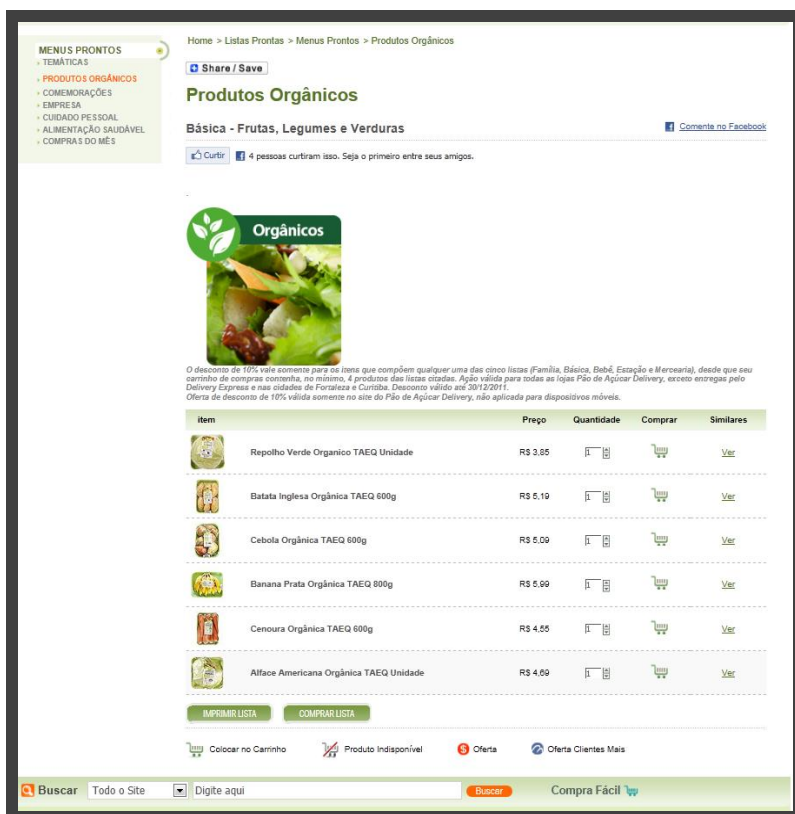 Home > Listas Prontas > Menus Prontos > Produtos Orgânicos
MENUS PRONTOS
TEMÁTICAS
PRODUTOS ORGÂNICOS
COMEMORAÇÕES
EMPRESA
CUIDADO PESSOAL
ALIMENTAÇÃO SAUDÁVEL
COMPRAS DO MÊS
Share / Save
Produtos Orgânicos
Básica - Frutas, Legumes e Verduras
Comente no Facebook
Curtir 4 pessoas curtiram isso. Seja o primeiro entre seus amigos.
Orgânicos
O desconto de 10% vale somente para os itens que compõem qualquer uma das cinco listas (Família, Básica, Bebê, Estação e Mercearia), desde que seu
carrinho de compras contenha, no mínimo, 4 produtos das listas citadas. Ação válida para todas as lojas Pão de Açúcar Delivery, exceto entregas pelo
Delivery Express e nas cidades de Fortaleza e Curitiba. Desconto válido até 30/12/2011.
Oferta de desconto de 10% válida somente no site do Pão de Açúcar Delivery, não aplicada para dispositivos móveis.
item Preço Quantidade Comprar Similares
Repolho Verde Organico TAEQ Unidade R$ 3,85 1 Ver
Batata Inglesa Orgânica TAEQ 600g R$ 5,19 1 Ver
Cebola Orgânica TAEQ 600g R$ 5,09 1 Ver
Banana Prata Orgânica TAEQ 800g R$ 5,99 1 Ver
Cenoura Orgânica TAEQ 600g R$ 4,55 1 Ver
Alface Americana Orgânica TAEQ Unidade R$ 4,69 1 Ver
IMPRIMIR LISTA COMPRAR LISTA
Colocar no Carrinho Produto Indisponível Oferta Oferta Clientes Mais
Buscar Todo o Site Digite aqui Buscar Compra Fácil